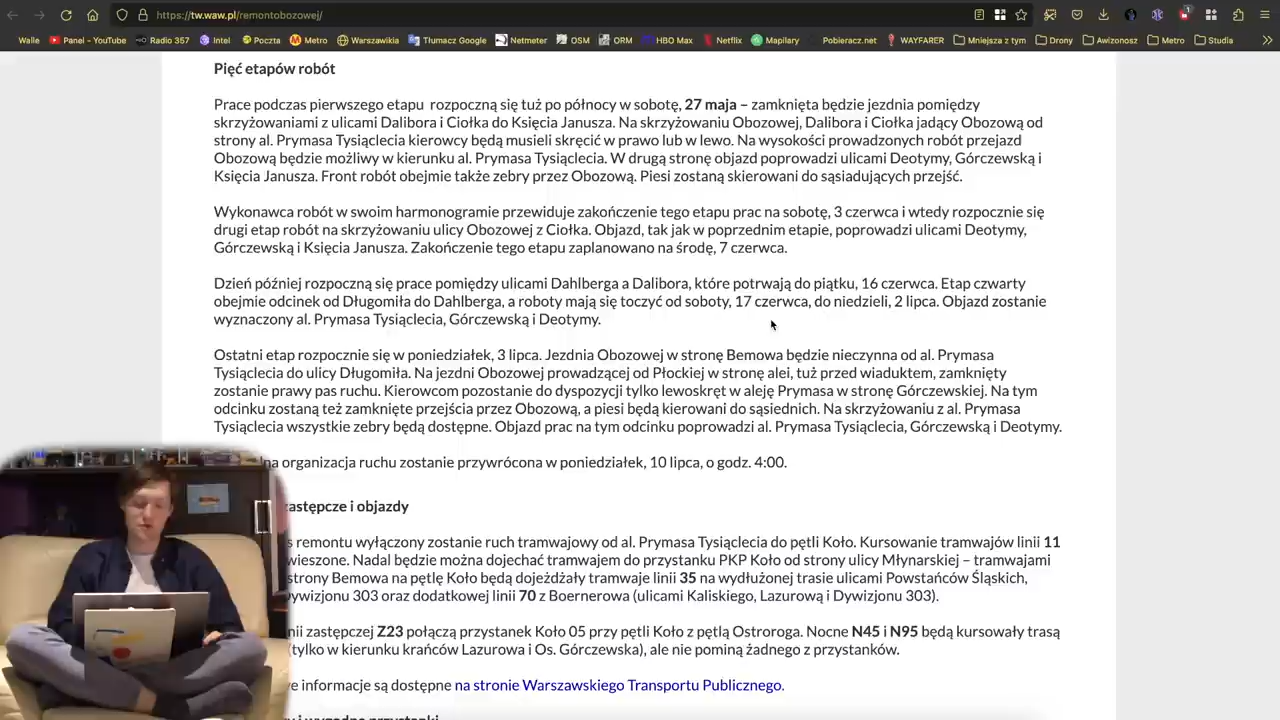 https://tw.waw.pl/remontobozowej/
Walle Panel - YouTube Radio 357 Intel Poczta Metro Warszawikia Tłumacz Google Netmeter OSM ORM HBO Max Netflix Mapilary Pobieracz.net WAYFARER Mniejsza z tym Drony Awizonosz Metro Studia
Pięć etapów robót
Prace podczas pierwszego etapu rozpoczną się tuż po północy w sobotę, 27 maja – zamknięta będzie jezdnia pomiędzy
skrzyżowaniami z ulicami Dalibora i Ciołka do Księcia Janusza. Na skrzyżowaniu Obozowej, Dalibora i Ciołka jadący Obozową od
strony al. Prymasa Tysiąclecia kierowcy będą musieli skręcić w prawo lub w lewo. Na wysokości prowadzonych robót przejazd
Obozową będzie możliwy w kierunku al. Prymasa Tysiąclecia. W drugą stronę objazd poprowadzi ulicami Deotymy, Górczewską i
Księcia Janusza. Front robót obejmie także zebry przez Obozową. Piesi zostaną skierowani do sąsiadujących przejść.
Wykonawca robót w swoim harmonogramie przewiduje zakończenie tego etapu prac na sobotę, 3 czerwca i wtedy rozpocznie się
drugi etap robót na skrzyżowaniu ulicy Obozowej z Ciołka. Objazd, tak jak w poprzednim etapie, poprowadzi ulicami Deotymy,
Górczewską i Księcia Janusza. Zakończenie tego etapu zaplanowano na środę, 7 czerwca.
Dzień później rozpoczną się prace pomiędzy ulicami Dahlberga a Dalibora, które potrwają do piątku, 16 czerwca. Etap czwarty
obejmie odcinek od Długomiła do Dahlberga, a roboty mają się toczyć od soboty, 17 czerwca, do niedzieli, 2 lipca. Objazd zostanie
wyznaczony al. Prymasa Tysiąclecia, Górczewską i Deotymy.
Ostatni etap rozpocznie się w poniedziałek, 3 lipca. Jezdnia Obozowej w stronę Bemowa będzie nieczynna od al. Prymasa
Tysiąclecia do ulicy Długomiła. Na jezdni Obozowej prowadzącej od Płockiej w stronę alei, tuż przed wiaduktem, zamknięty
zostanie prawy pas ruchu. Kierowcom pozostanie do dyspozycji tylko lewoskręt w aleję Prymasa w stronę Górczewskiej. Na tym
odcinku zostaną też zamknięte przejścia przez Obozową, a piesi będą kierowani do sąsiednich. Na skrzyżowaniu z al. Prymasa
Tysiąclecia wszystkie zebry będą dostępne. Objazd prac na tym odcinku poprowadzi al. Prymasa Tysiąclecia, Górczewską i Deotymy.
na organizacja ruchu zostanie przywrócona w poniedziałek, 10 lipca, o godz. 4:00.
zastępcze i objazdy
s remontu wyłączony zostanie ruch tramwajowy od al. Prymasa Tysiąclecia do pętli Koło. Kursowanie tramwajów linii 11
wieszone. Nadal będzie można dojechać tramwajem do przystanku PKP Koło od strony ulicy Młynarskiej – tramwajami
strony Bemowa na pętlę Koło będą dojeżdżały tramwaje linii 35 na wydłużonej trasie ulicami Powstańców Śląskich,
ywizjonu 303 oraz dodatkowej linii 70 z Boernerowa (ulicami Kaliskiego, Lazurową i Dywizjonu 303).
nii zastępczej Z23 połączą przystanek Koło 05 przy pętli Koło z pętlą Ostroroga. Nocne N45 i N95 będą kursowały trasą
(tylko w kierunku krańców Lazurowa i Os. Górczewska), ale nie pominą żadnego z przystanków.
we informacje są dostępne na stronie Warszawskiego Transportu Publicznego.
y i wygodne przystanki